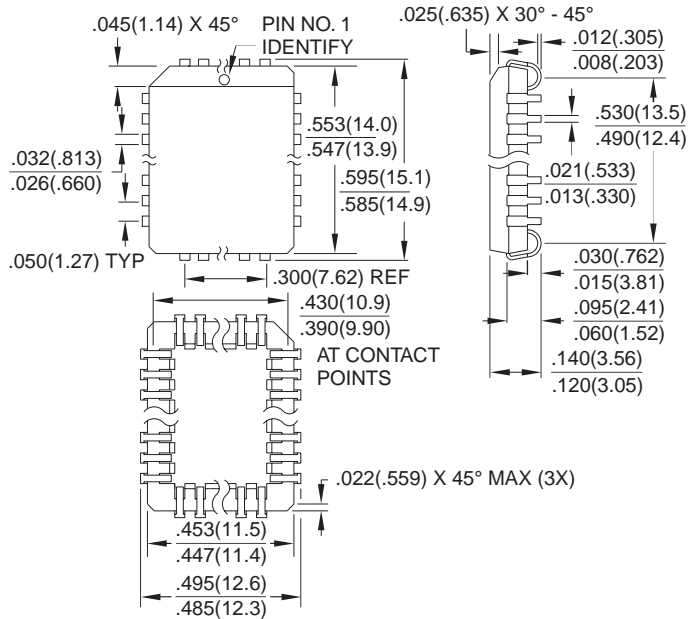 .045(1.14) X 45°
PIN NO. 1
IDENTIFY
.025(.635) X 30° - 45°
.012(.305)
.008(.203)
.553(14.0)
.547(13.9)
.530(13.5)
.490(12.4)
.032(.813)
.026(.660)
.595(15.1)
.585(14.9)
.021(.533)
.013(.330)
.050(1.27) TYP
.300(7.62) REF
.030(.762)
.015(3.81)
.430(10.9)
.390(9.90)
AT CONTACT
POINTS
.095(2.41)
.060(1.52)
.140(3.56)
.120(3.05)
.022(.559) X 45° MAX (3X)
.453(11.5)
.447(11.4)
.495(12.6)
.485(12.3)